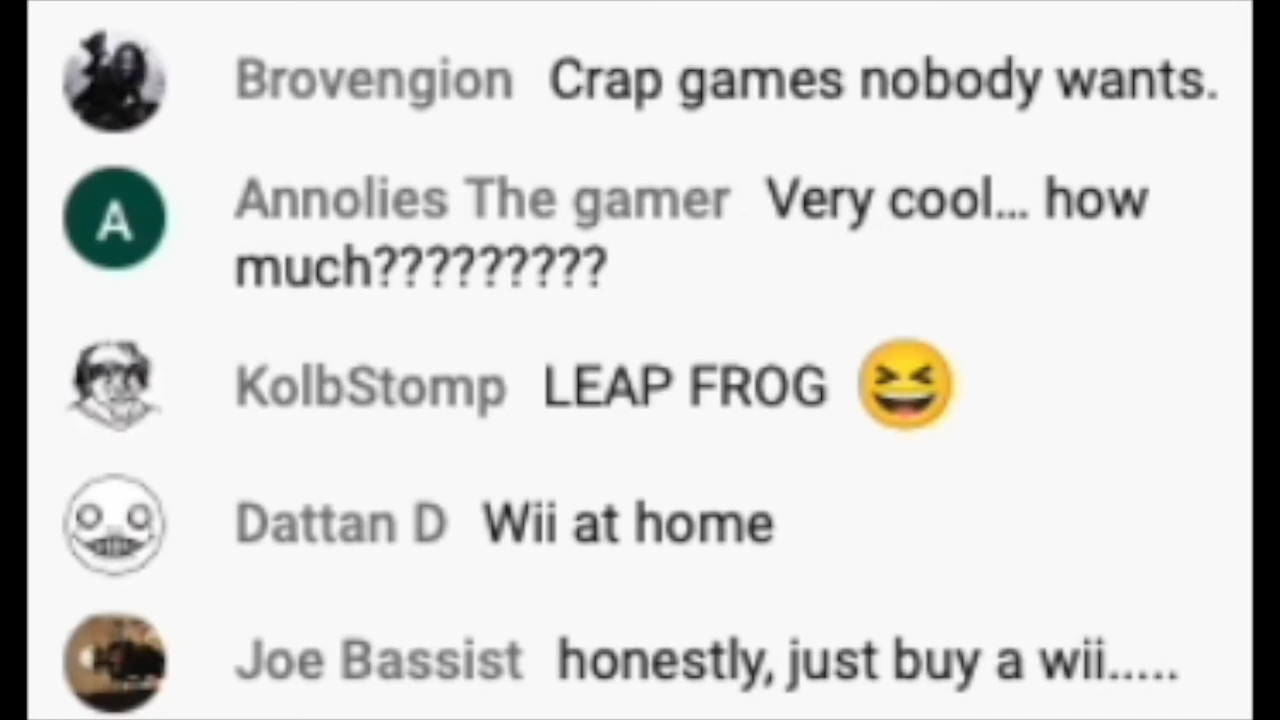 Brovengion Crap games nobody wants.
A Annolies The gamer Very cool... how
much?????????
KolbStomp LEAP FROG 😆
Dattan D Wii at home
Joe Bassist honestly, just buy a wii.....